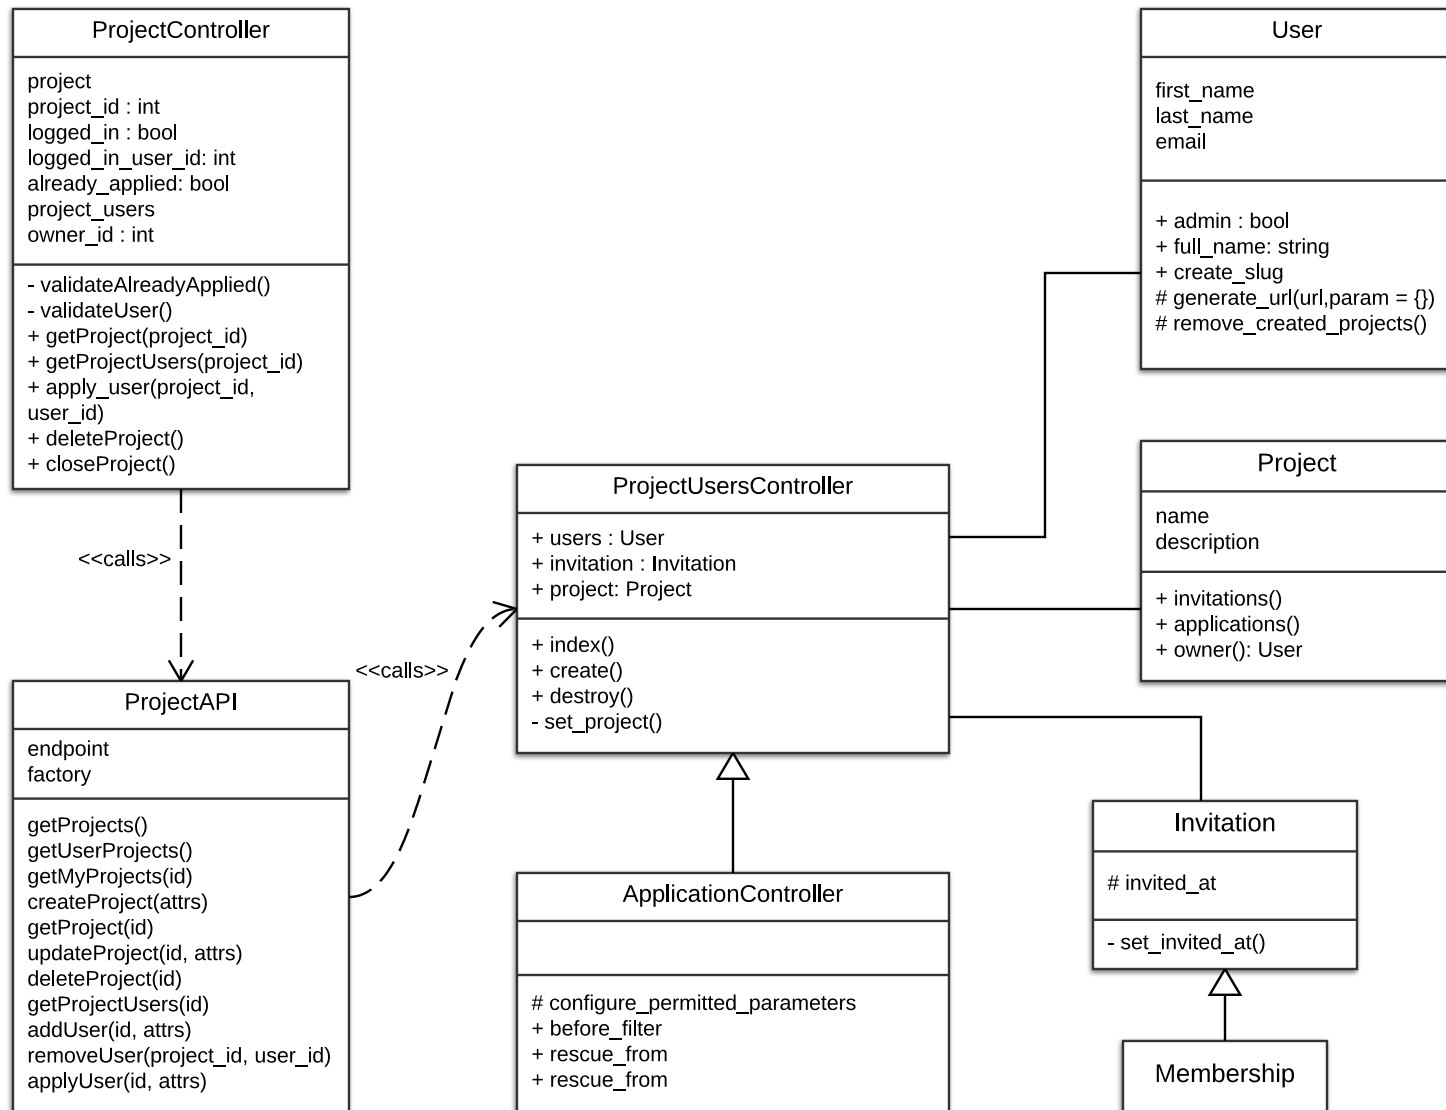 ProjectController
project
project_id : int
logged_in : bool
logged_in_user_id: int
already_applied: bool
project_users
owner_id : int
- validateAlreadyApplied()
- validateUser()
+ getProject(project_id)
+ getProjectUsers(project_id)
+ apply_user(project_id,
user_id)
+ deleteProject()
+ closeProject()
<<calls>>
ProjectAPI
endpoint
factory
getProjects()
getUserProjects()
getMyProjects(id)
createProject(attrs)
getProject(id)
updateProject(id, attrs)
deleteProject(id)
getProjectUsers(id)
addUser(id, attrs)
removeUser(project_id, user_id)
applyUser(id, attrs)
<<calls>>
ProjectUsersController
+ users : User
+ invitation : Invitation
+ project: Project
+ index()
+ create()
+ destroy()
- set_project()
ApplicationController
# configure_permitted_parameters
+ before_filter
+ rescue_from
+ rescue_from
User
first_name
last_name
email
+ admin : bool
+ full_name: string
+ create_slug
# generate_url(url,param = {})
# remove_created_projects()
Project
name
description
+ invitations()
+ applications()
+ owner(): User
Invitation
# invited_at
- set_invited_at()
Membership